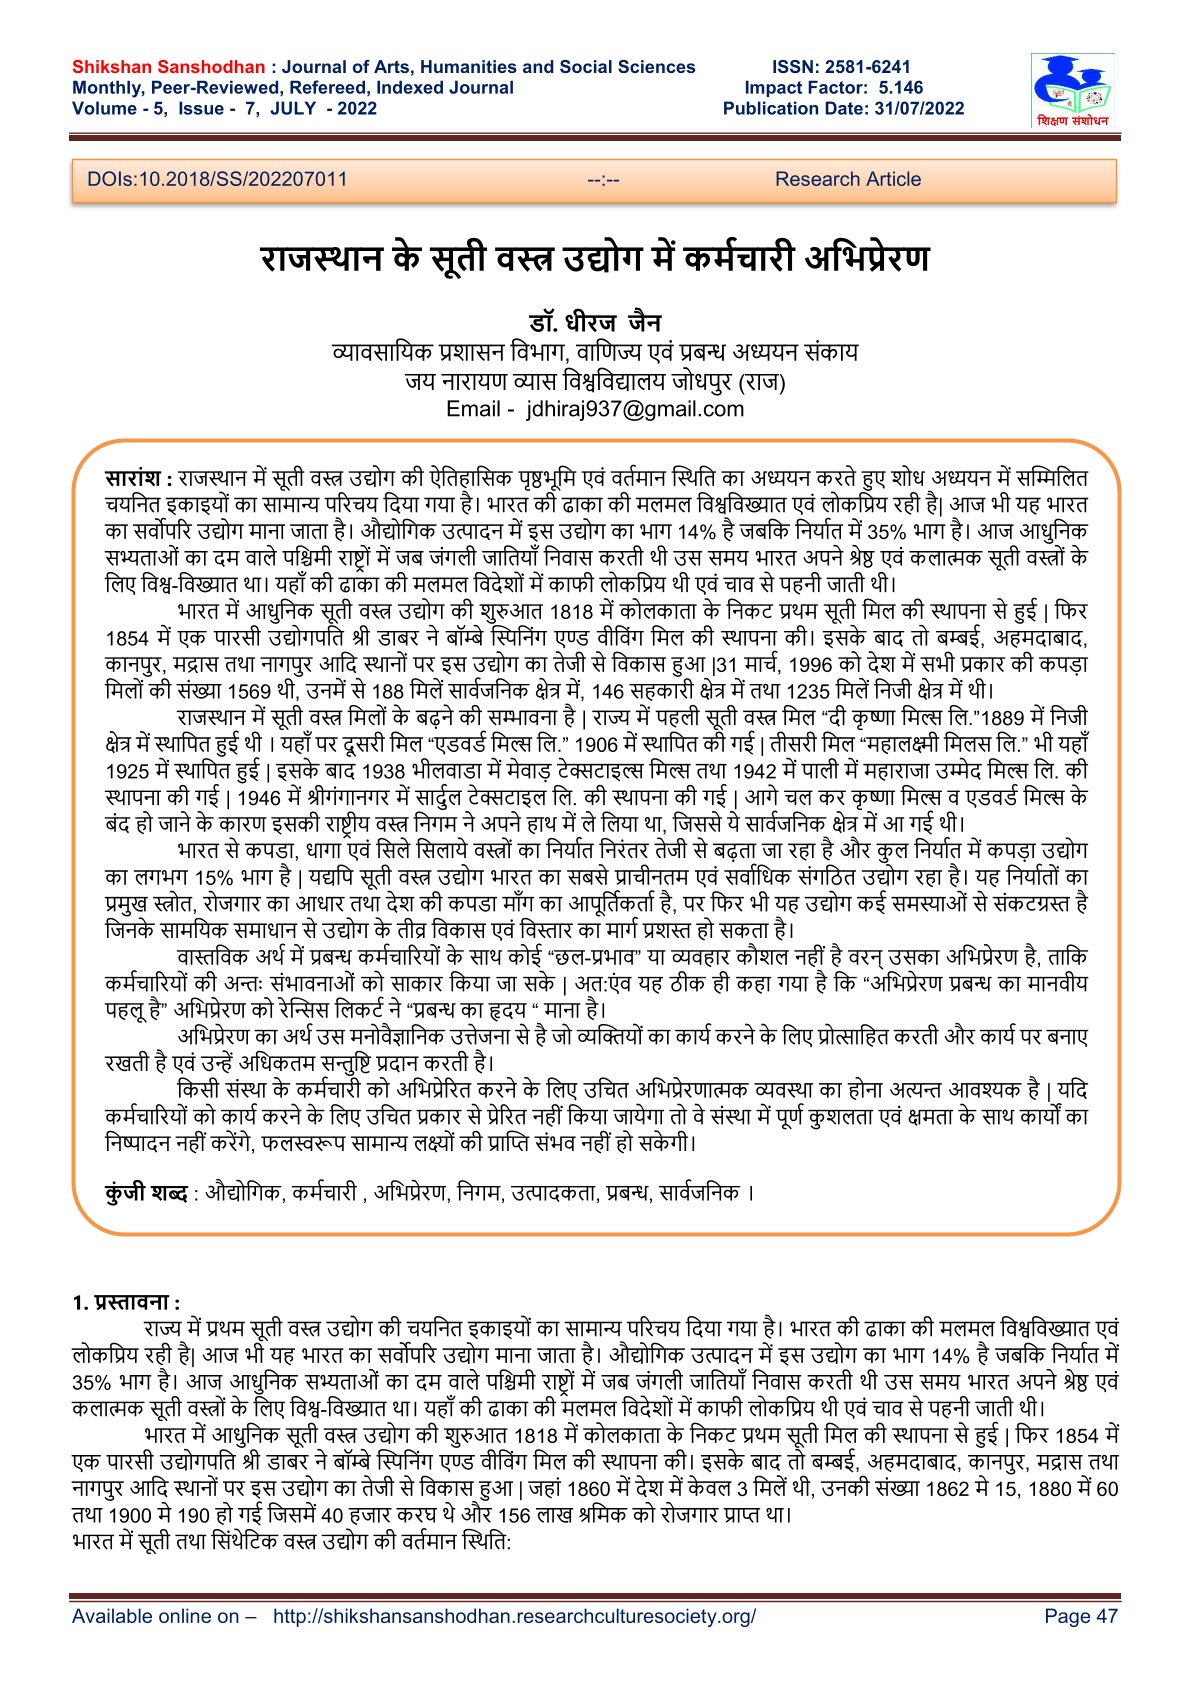 Shikshan Sanshodhan : Journal of Arts, Humanities and Social Sciences ISSN: 2581-6241
Monthly, Peer-Reviewed, Refereed, Indexed Journal Impact Factor: 5.146
Volume - 5, Issue - 7, JULY - 2022 Publication Date: 31/07/2022
शिक्षण संशोधन
DOIs:10.2018/SS/202207011 --:-- Research Article
राजस्थान के सूती वस्त्र उद्योग में कर्मचारी अभिप्रेरण
डॉ. धीरज जैन
व्यावसायिक प्रशासन विभाग, वाणिज्य एवं प्रबन्ध अध्ययन संकाय
जय नारायण व्यास विश्वविद्यालय जोधपुर (राज)
Email - jdhiraj937@gmail.com
सारांश : राजस्थान में सूती वस्त्र उद्योग की ऐतिहासिक पृष्ठभूमि एवं वर्तमान स्थिति का अध्ययन करते हुए शोध अध्ययन में सम्मिलित
चयनित इकाइयों का सामान्य परिचय दिया गया है। भारत की ढाका की मलमल विश्वविख्यात एवं लोकप्रिय रही है| आज भी यह भारत
का सर्वोपरि उद्योग माना जाता है। औद्योगिक उत्पादन में इस उद्योग का भाग 14% है जबकि निर्यात में 35% भाग है। आज आधुनिक
सभ्यताओं का दम वाले पश्चिमी राष्ट्रों में जब जंगली जातियाँ निवास करती थी उस समय भारत अपने श्रेष्ठ एवं कलात्मक सूती वस्त्रों के
लिए विश्व-विख्यात था। यहाँ की ढाका की मलमल विदेशों में काफी लोकप्रिय थी एवं चाव से पहनी जाती थी।
भारत में आधुनिक सूती वस्त्र उद्योग की शुरुआत 1818 में कोलकाता के निकट प्रथम सूती मिल की स्थापना से हुई | फिर
1854 में एक पारसी उद्योगपति श्री डाबर ने बॉम्बे स्पिनिंग एण्ड वीविंग मिल की स्थापना की। इसके बाद तो बम्बई, अहमदाबाद,
कानपुर, मद्रास तथा नागपुर आदि स्थानों पर इस उद्योग का तेजी से विकास हुआ |31 मार्च, 1996 को देश में सभी प्रकार की कपड़ा
मिलों की संख्या 1569 थी, उनमें से 188 मिलें सार्वजनिक क्षेत्र में, 146 सहकारी क्षेत्र में तथा 1235 मिलें निजी क्षेत्र में थी।
राजस्थान में सूती वस्त्र मिलों के बढ़ने की सम्भावना है | राज्य में पहली सूती वस्त्र मिल “दी कृष्णा मिल्स लि.”1889 में निजी
क्षेत्र में स्थापित हुई थी । यहाँ पर दूसरी मिल “एडवर्ड मिल्स लि.” 1906 में स्थापित की गई | तीसरी मिल “महालक्ष्मी मिलस लि.” भी यहाँ
1925 में स्थापित हुई | इसके बाद 1938 भीलवाडा में मेवाड़ टेक्सटाइल्स मिल्स तथा 1942 में पाली में महाराजा उम्मेद मिल्स लि. की
स्थापना की गई | 1946 में श्रीगंगानगर में सार्दुल टेक्सटाइल लि. की स्थापना की गई | आगे चल कर कृष्णा मिल्स व एडवर्ड मिल्स के
बंद हो जाने के कारण इसकी राष्ट्रीय वस्त्र निगम ने अपने हाथ में ले लिया था, जिससे ये सार्वजनिक क्षेत्र में आ गई थी।
भारत से कपडा, धागा एवं सिले सिलाये वस्त्रों का निर्यात निरंतर तेजी से बढ़ता जा रहा है और कुल निर्यात में कपड़ा उद्योग
का लगभग 15% भाग है | यद्यपि सूती वस्त्र उद्योग भारत का सबसे प्राचीनतम एवं सर्वाधिक संगठित उद्योग रहा है। यह निर्यातों का
प्रमुख स्त्रोत, रोजगार का आधार तथा देश की कपडा माँग का आपूर्तिकर्ता है, पर फिर भी यह उद्योग कई समस्याओं से संकटग्रस्त है
जिनके सामयिक समाधान से उद्योग के तीव्र विकास एवं विस्तार का मार्ग प्रशस्त हो सकता है।
वास्तविक अर्थ में प्रबन्ध कर्मचारियों के साथ कोई “छल-प्रभाव” या व्यवहार कौशल नहीं है वरन् उसका अभिप्रेरण है, ताकि
कर्मचारियों की अन्तः संभावनाओं को साकार किया जा सके | अत:एंव यह ठीक ही कहा गया है कि “अभिप्रेरण प्रबन्ध का मानवीय
पहलू है” अभिप्रेरण को रेन्सिस लिकर्ट ने “प्रबन्ध का हृदय “ माना है।
अभिप्रेरण का अर्थ उस मनोवैज्ञानिक उत्तेजना से है जो व्यक्तियों का कार्य करने के लिए प्रोत्साहित करती और कार्य पर बनाए
रखती है एवं उन्हें अधिकतम सन्तुष्टि प्रदान करती है।
किसी संस्था के कर्मचारी को अभिप्रेरित करने के लिए उचित अभिप्रेरणात्मक व्यवस्था का होना अत्यन्त आवश्यक है | यदि
कर्मचारियों को कार्य करने के लिए उचित प्रकार से प्रेरित नहीं किया जायेगा तो वे संस्था में पूर्ण कुशलता एवं क्षमता के साथ कार्यों का
निष्पादन नहीं करेंगे, फलस्वरूप सामान्य लक्ष्यों की प्राप्ति संभव नहीं हो सकेगी।
कुंजी शब्द : औद्योगिक, कर्मचारी , अभिप्रेरण, निगम, उत्पादकता, प्रबन्ध, सार्वजनिक ।
1. प्रस्तावना :
राज्य में प्रथम सूती वस्त्र उद्योग की चयनित इकाइयों का सामान्य परिचय दिया गया है। भारत की ढाका की मलमल विश्वविख्यात एवं
लोकप्रिय रही है| आज भी यह भारत का सर्वोपरि उद्योग माना जाता है। औद्योगिक उत्पादन में इस उद्योग का भाग 14% है जबकि निर्यात में
35% भाग है। आज आधुनिक सभ्यताओं का दम वाले पश्चिमी राष्ट्रों में जब जंगली जातियाँ निवास करती थी उस समय भारत अपने श्रेष्ठ एवं
कलात्मक सूती वस्त्रों के लिए विश्व-विख्यात था। यहाँ की ढाका की मलमल विदेशों में काफी लोकप्रिय थी एवं चाव से पहनी जाती थी।
भारत में आधुनिक सूती वस्त्र उद्योग की शुरुआत 1818 में कोलकाता के निकट प्रथम सूती मिल की स्थापना से हुई | फिर 1854 में
एक पारसी उद्योगपति श्री डाबर ने बॉम्बे स्पिनिंग एण्ड वीविंग मिल की स्थापना की। इसके बाद तो बम्बई, अहमदाबाद, कानपुर, मद्रास तथा
नागपुर आदि स्थानों पर इस उद्योग का तेजी से विकास हुआ | जहां 1860 में देश में केवल 3 मिलें थी, उनकी संख्या 1862 मे 15, 1880 में 60
तथा 1900 मे 190 हो गई जिसमें 40 हजार करघ थे और 156 लाख श्रमिक को रोजगार प्राप्त था।
भारत में सूती तथा सिंथेटिक वस्त्र उद्योग की वर्तमान स्थिति:
Available online on – http://shikshansanshodhan.researchculturesociety.org/ Page 47